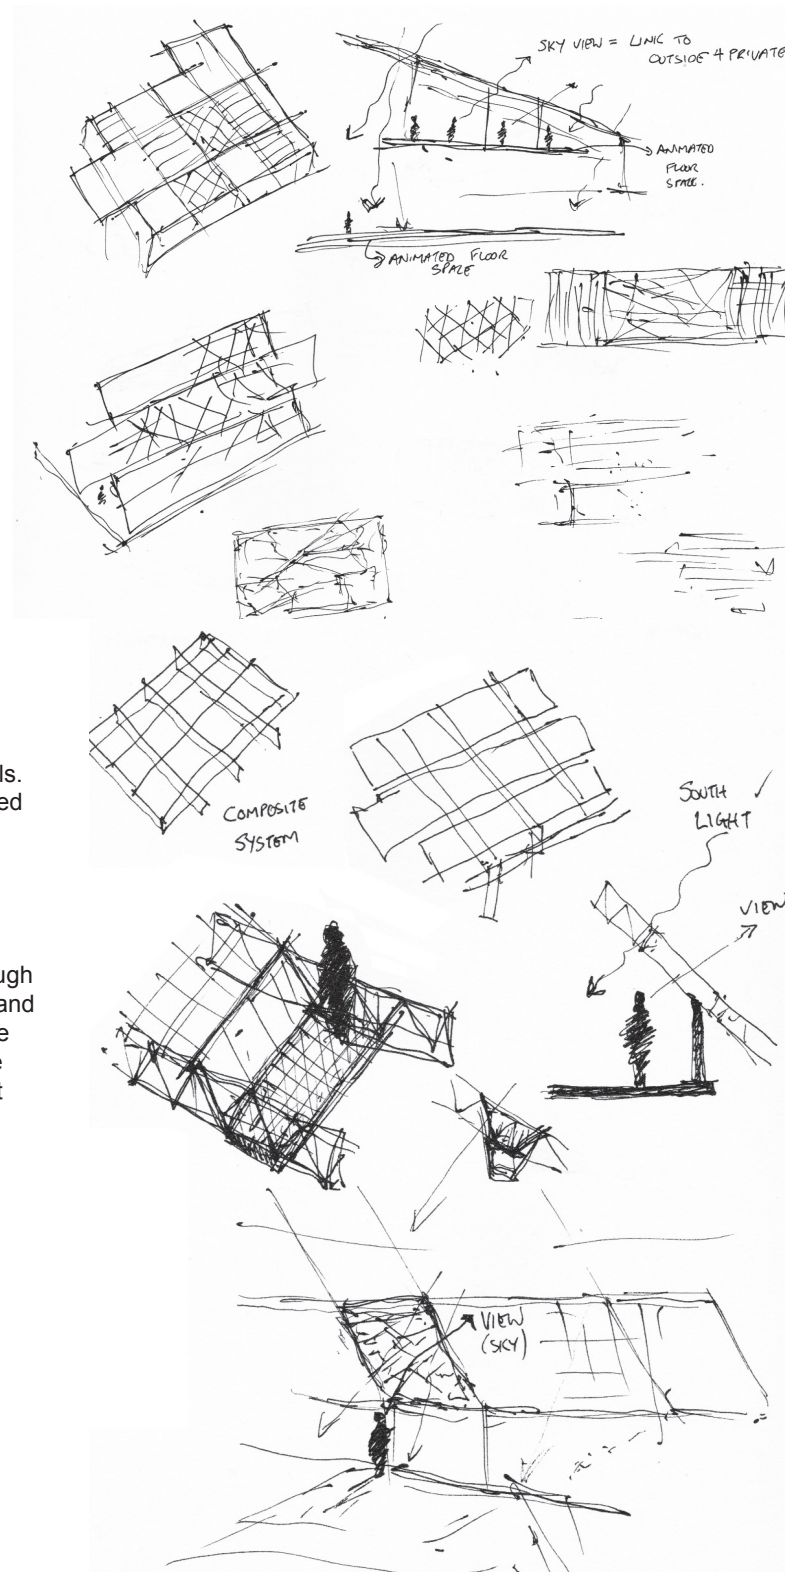 SKY VIEW = LINK TO
OUTSIDE + PRIVATE
ANIMATED
FLOOR
SPACE.
ANIMATED FLOOR
SPACE
ls.
ed
COMPOSITE
SYSTEM
SOUTH
LIGHT
VIEW
ugh
and
e
e
t
VIEW
(SKY)